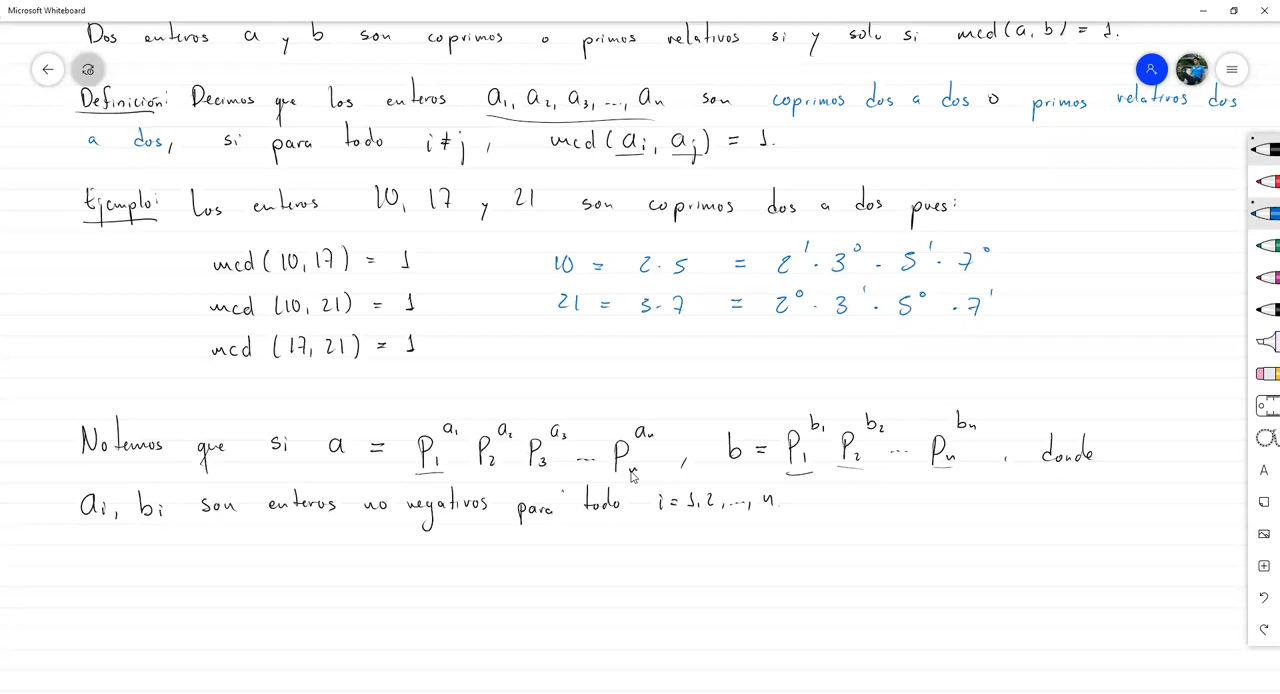 Microsoft Whiteboard
Dos enteros a y b son coprimos o primos relativos si y solo si mcd(a, b) = 1.
Definición: Decimos que los enteros a₁, a₂, a₃, ..., aₙ son coprimos dos a dos o primos relativos dos
a dos, si para todo i ≠ j, mcd(aᵢ, aⱼ) = 1.
Ejemplo: Los enteros 10, 17 y 21 son coprimos dos a dos pues:
mcd(10, 17) = 1 10 = 2·5 = 2¹·3⁰·5¹·7⁰
mcd(10, 21) = 1 21 = 3·7 = 2⁰·3¹·5⁰·7¹
mcd(17, 21) = 1
Notemos que si a = P₁^a₁ P₂^a₂ P₃^a₃ ... Pₙ^aₙ, b = P₁^b₁ P₂^b₂ ... Pₙ^bₙ, donde
aᵢ, bᵢ son enteros no negativos para todo i = 1, 2, ..., n.
A